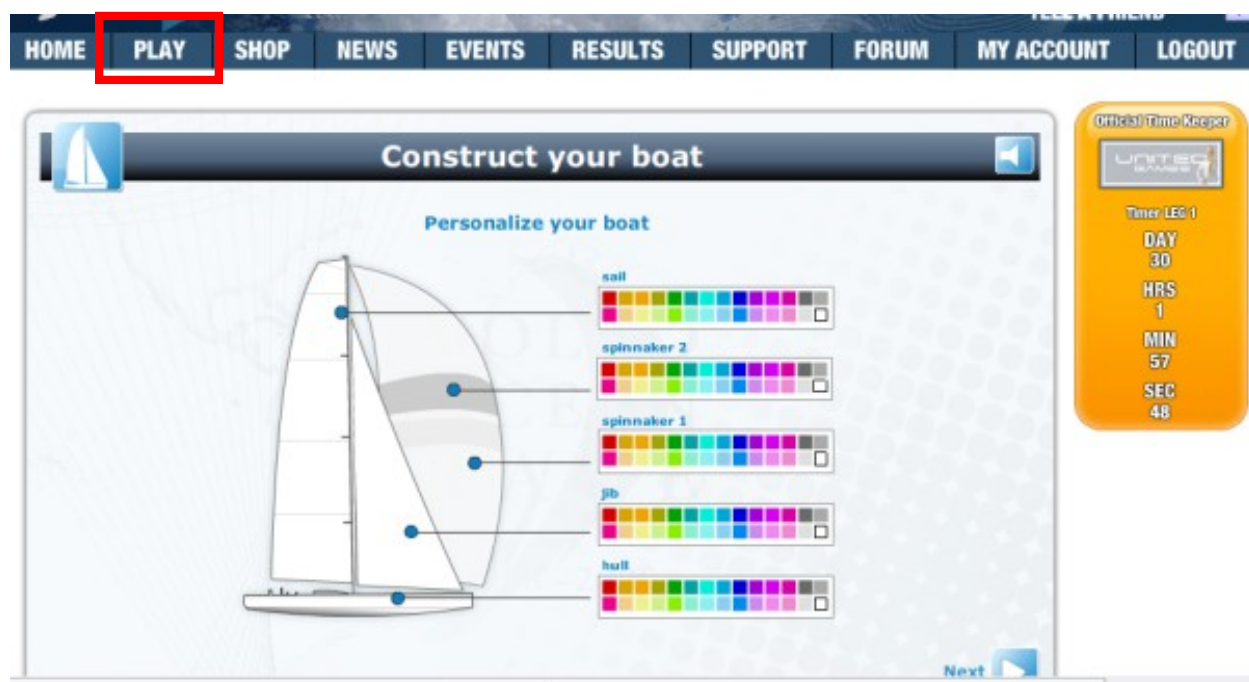 TELL A FRIEND
HOME PLAY SHOP NEWS EVENTS RESULTS SUPPORT FORUM MY ACCOUNT LOGOUT
Construct your boat
Personalize your boat
sail
spinnaker 2
spinnaker 1
jib
hull
Next
Official Time Keeper
UNITED
GAMES
Timer LEG 1
DAY
30
HRS
1
MIN
57
SEC
48